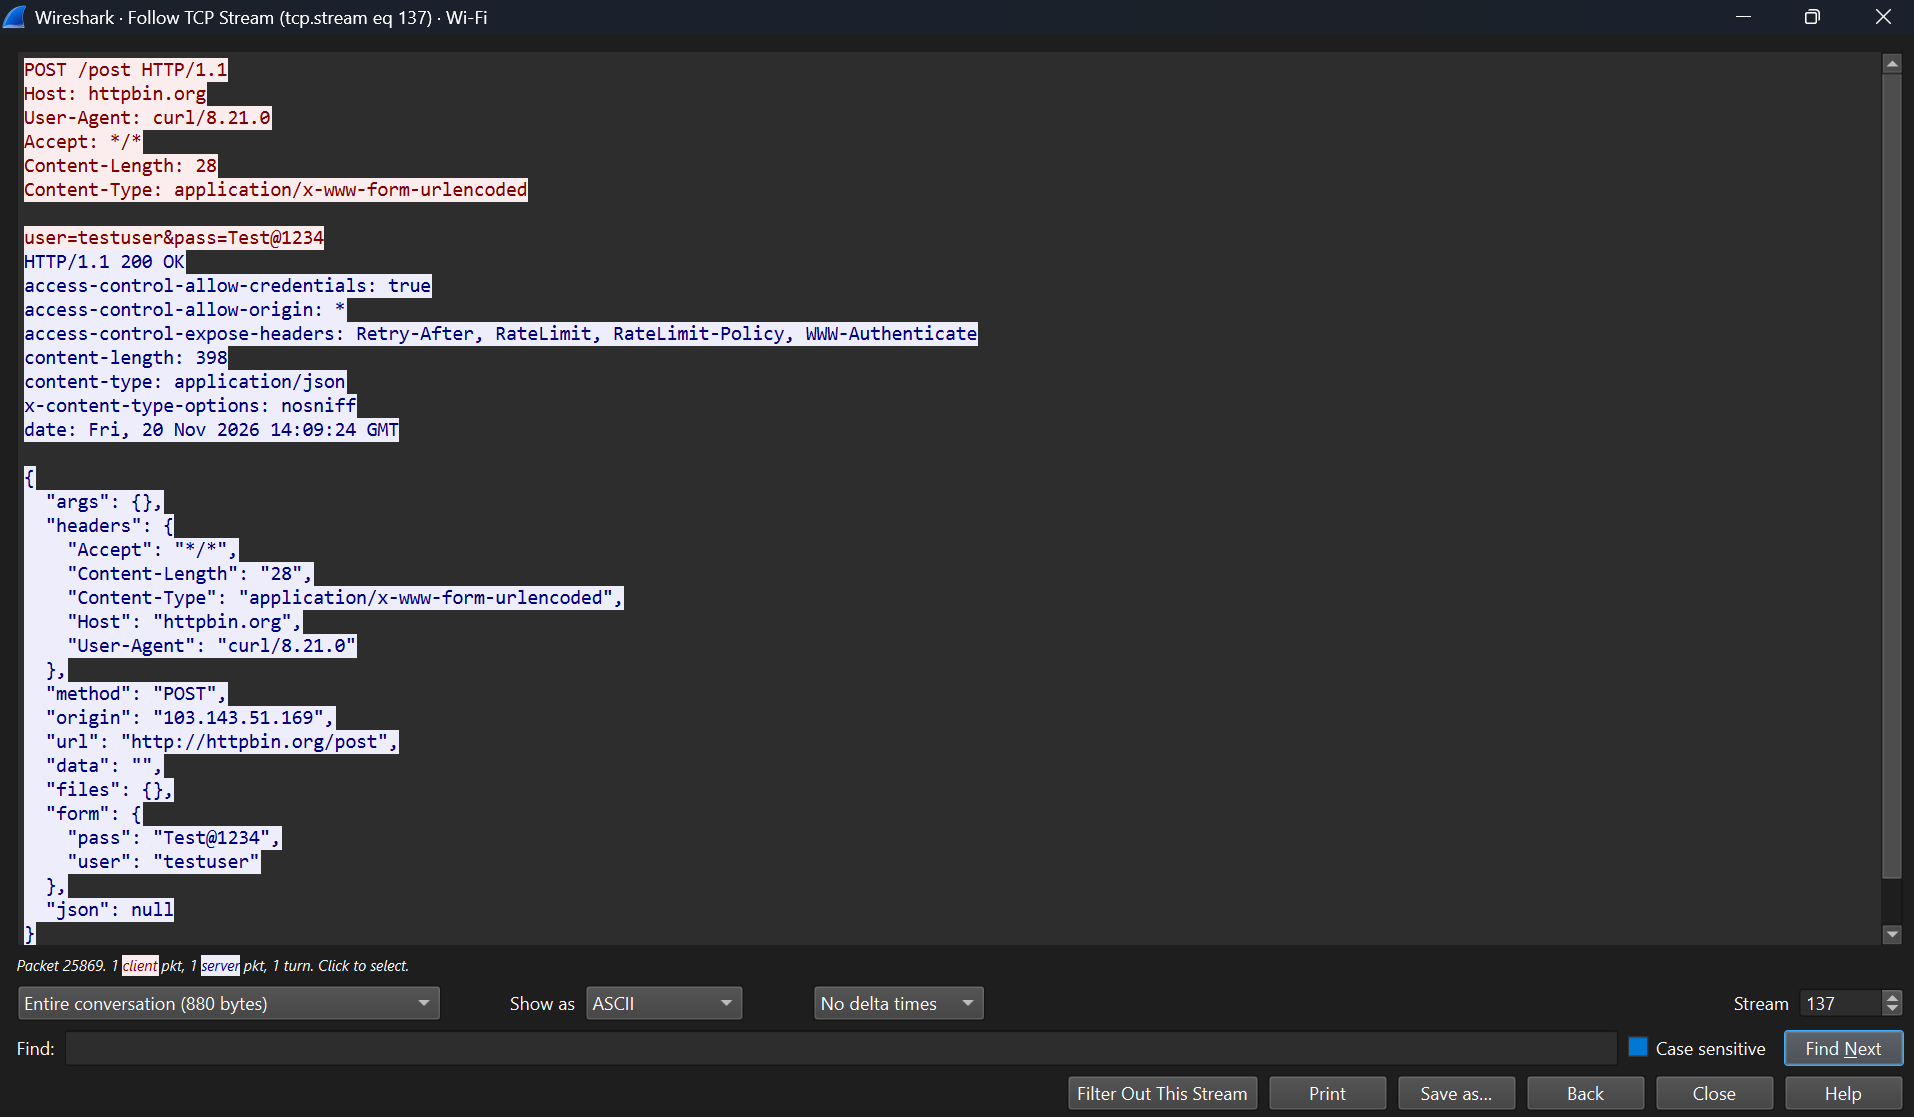 Wireshark · Follow TCP Stream (tcp.stream eq 137) · Wi-Fi
POST /post HTTP/1.1
Host: httpbin.org
User-Agent: curl/8.21.0
Accept: */*
Content-Length: 28
Content-Type: application/x-www-form-urlencoded

user=testuser&pass=Test@1234
HTTP/1.1 200 OK
access-control-allow-credentials: true
access-control-allow-origin: *
access-control-expose-headers: Retry-After, RateLimit, RateLimit-Policy, WWW-Authenticate
content-length: 398
content-type: application/json
x-content-type-options: nosniff
date: Fri, 20 Nov 2026 14:09:24 GMT

{
  "args": {},
  "headers": {
    "Accept": "*/*",
    "Content-Length": "28",
    "Content-Type": "application/x-www-form-urlencoded",
    "Host": "httpbin.org",
    "User-Agent": "curl/8.21.0"
  },
  "method": "POST",
  "origin": "103.143.51.169",
  "url": "http://httpbin.org/post",
  "data": "",
  "files": {},
  "form": {
    "pass": "Test@1234",
    "user": "testuser"
  },
  "json": null
}
Packet 25869. 1 client pkt, 1 server pkt, 1 turn. Click to select.
Entire conversation (880 bytes) Show as ASCII No delta times Stream 137
Find: Case sensitive Find Next
Filter Out This Stream Print Save as... Back Close Help